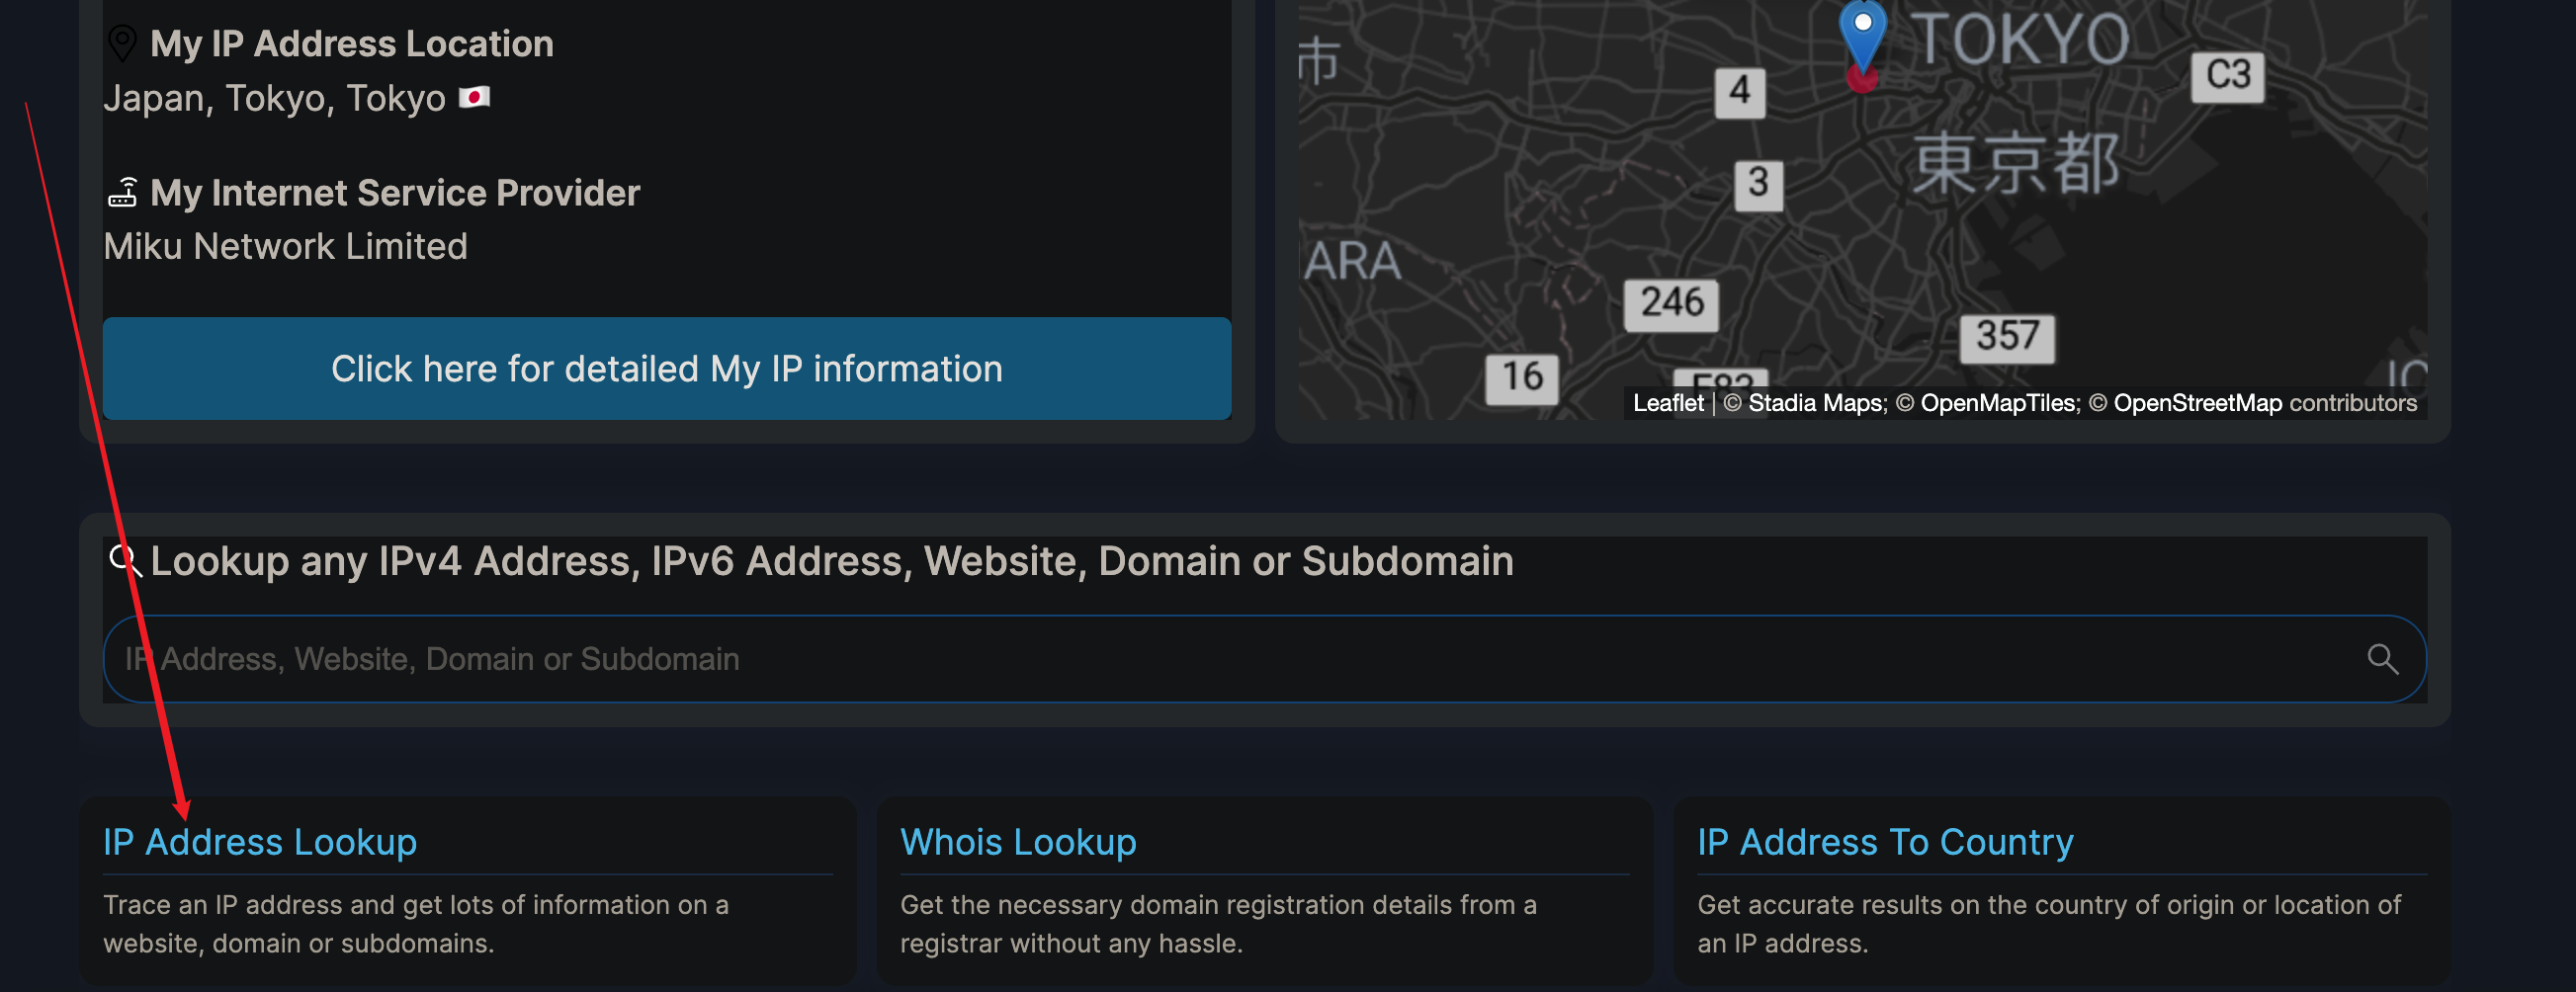 My IP Address Location
Japan, Tokyo, Tokyo 🇯🇵
My Internet Service Provider
Miku Network Limited
Click here for detailed My IP information
市
TOKYO
C3
4
東京都
3
ARA
246
357
16
E83
Leaflet | © Stadia Maps; © OpenMapTiles; © OpenStreetMap contributors
Lookup any IPv4 Address, IPv6 Address, Website, Domain or Subdomain
IP Address, Website, Domain or Subdomain
IP Address Lookup
Trace an IP address and get lots of information on a
website, domain or subdomains.
Whois Lookup
Get the necessary domain registration details from a
registrar without any hassle.
IP Address To Country
Get accurate results on the country of origin or location of
an IP address.